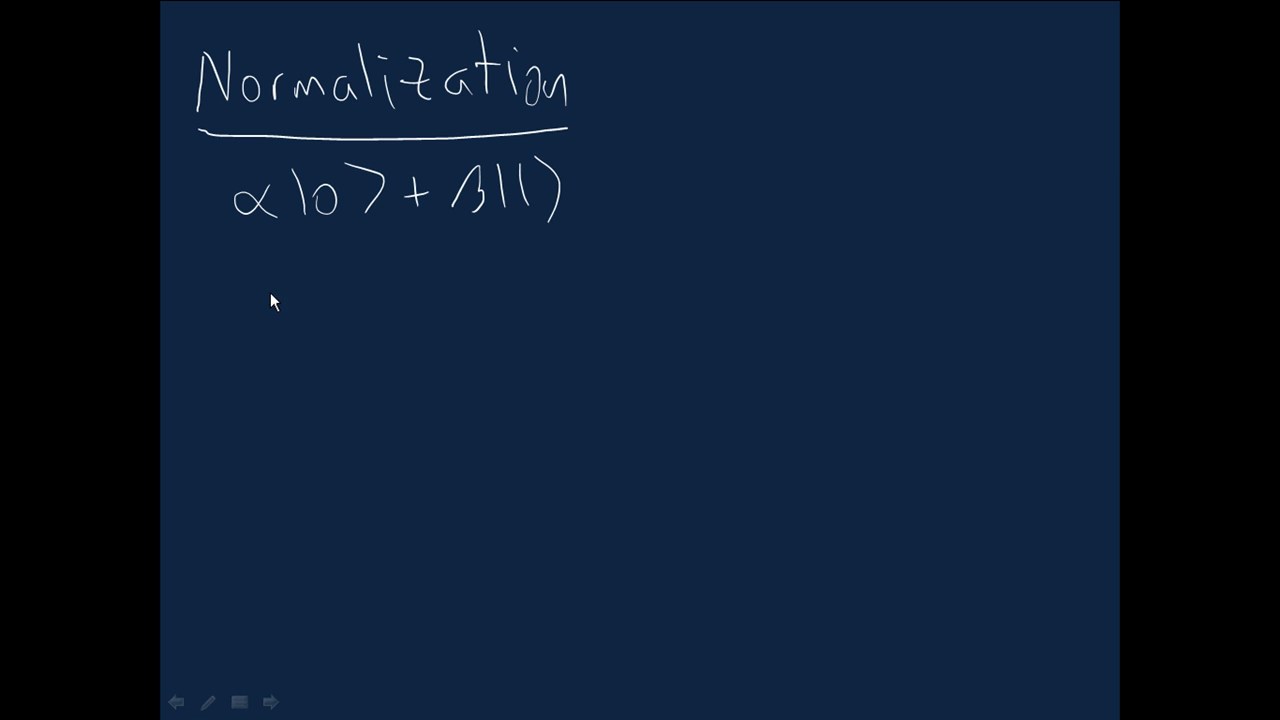 Normalization
α|0⟩ + β|1⟩